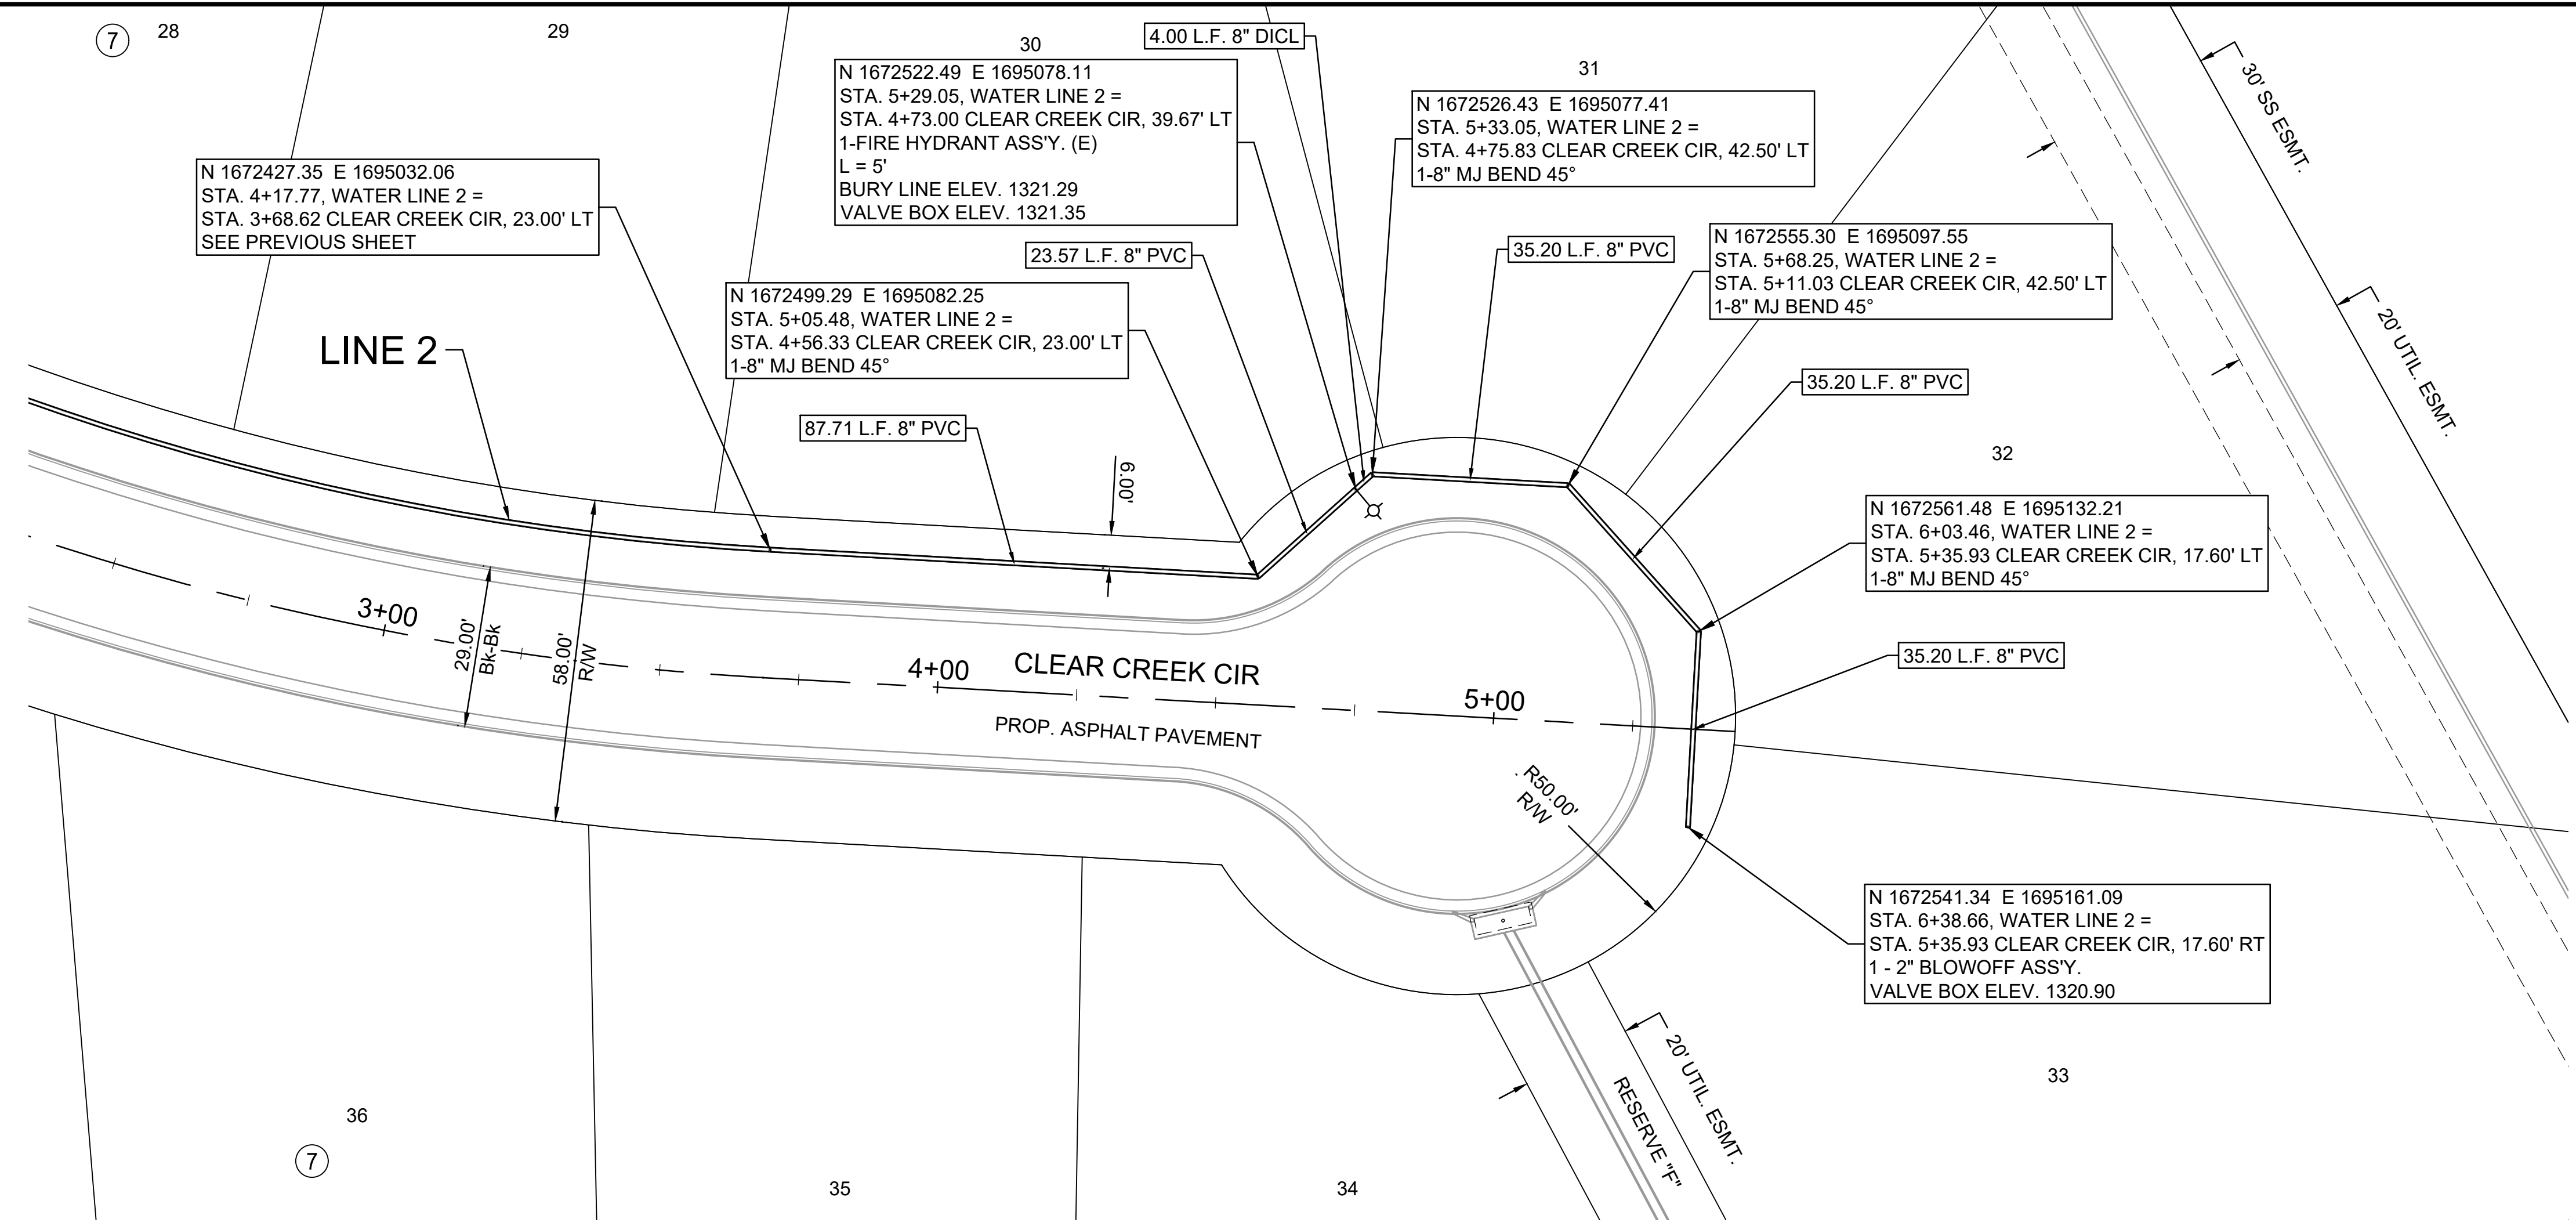 7
28
29
30
4.00 L.F. 8" DICL
31
N 1672522.49 E 1695078.11
STA. 5+29.05, WATER LINE 2 =
STA. 4+73.00 CLEAR CREEK CIR, 39.67' LT
1-FIRE HYDRANT ASS'Y. (E)
L = 5'
BURY LINE ELEV. 1321.29
VALVE BOX ELEV. 1321.35
N 1672526.43 E 1695077.41
STA. 5+33.05, WATER LINE 2 =
STA. 4+75.83 CLEAR CREEK CIR, 42.50' LT
1-8" MJ BEND 45°
30' SS ESMT.
N 1672427.35 E 1695032.06
STA. 4+17.77, WATER LINE 2 =
STA. 3+68.62 CLEAR CREEK CIR, 23.00' LT
SEE PREVIOUS SHEET
23.57 L.F. 8" PVC
35.20 L.F. 8" PVC
N 1672555.30 E 1695097.55
STA. 5+68.25, WATER LINE 2 =
STA. 5+11.03 CLEAR CREEK CIR, 42.50' LT
1-8" MJ BEND 45°
N 1672499.29 E 1695082.25
STA. 5+05.48, WATER LINE 2 =
STA. 4+56.33 CLEAR CREEK CIR, 23.00' LT
1-8" MJ BEND 45°
20' UTIL. ESMT.
LINE 2
35.20 L.F. 8" PVC
87.71 L.F. 8" PVC
6.00'
32
N 1672561.48 E 1695132.21
STA. 6+03.46, WATER LINE 2 =
STA. 5+35.93 CLEAR CREEK CIR, 17.60' LT
1-8" MJ BEND 45°
3+00
29.00'
Bk-Bk
58.00'
R/W
4+00
CLEAR CREEK CIR
5+00
35.20 L.F. 8" PVC
PROP. ASPHALT PAVEMENT
R50.00'
R/W
N 1672541.34 E 1695161.09
STA. 6+38.66, WATER LINE 2 =
STA. 5+35.93 CLEAR CREEK CIR, 17.60' RT
1 - 2" BLOWOFF ASS'Y.
VALVE BOX ELEV. 1320.90
20' UTIL. ESMT.
RESERVE "F"
33
36
7
35
34